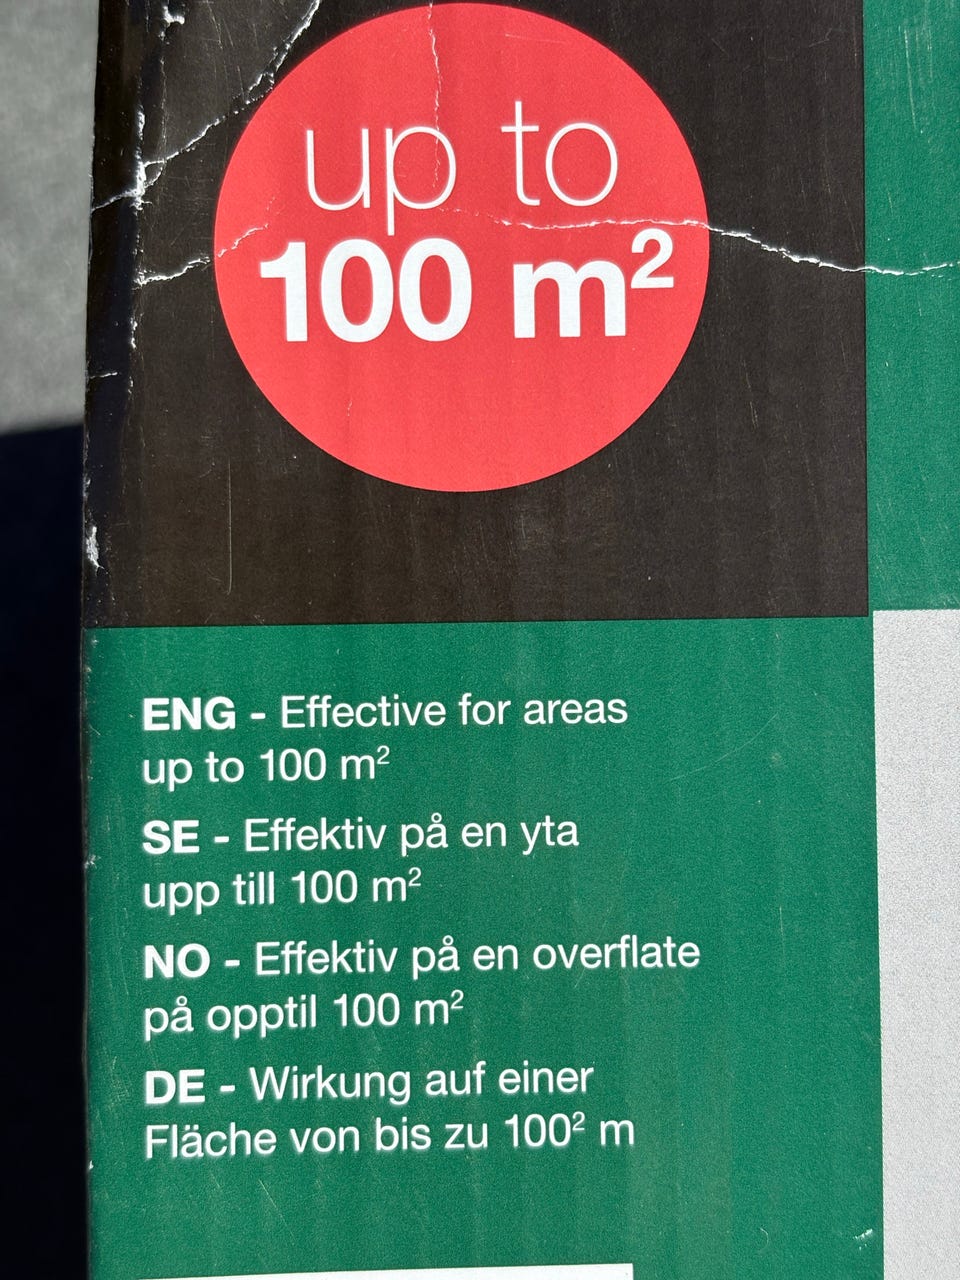 up to
100 m²
ENG - Effective for areas
up to 100 m²
SE - Effektiv på en yta
upp till 100 m²
NO - Effektiv på en overflate
på opptil 100 m²
DE - Wirkung auf einer
Fläche von bis zu 100² m